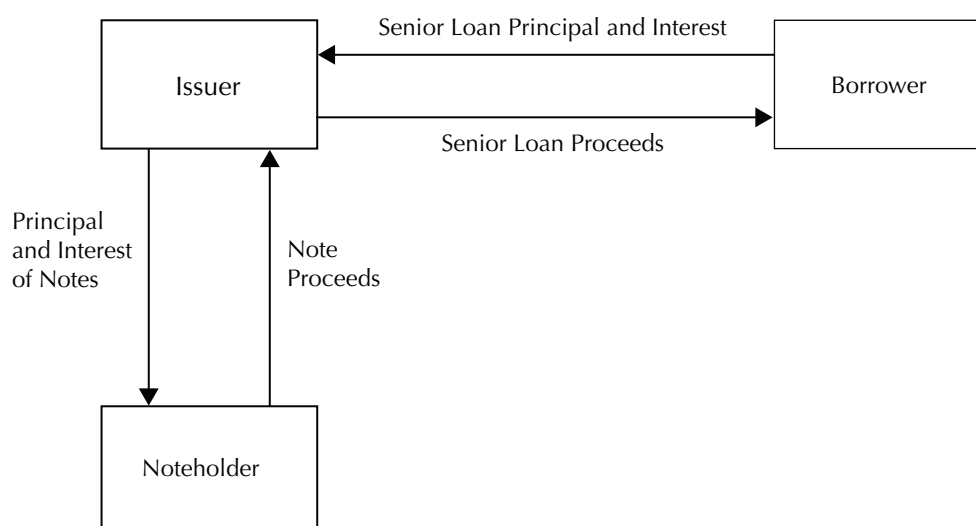 Senior Loan Principal and Interest
Issuer
Borrower
Senior Loan Proceeds
Principal
and Interest
of Notes
Note
Proceeds
Noteholder